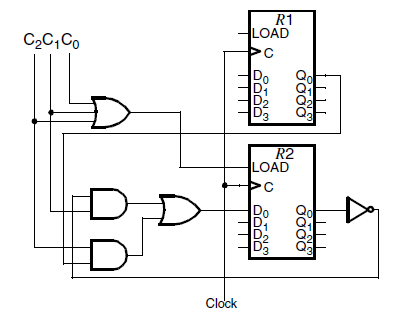 R1
LOAD
C₂C₁C₀
C
D₀ Q₀
D₁ Q₁
D₂ Q₂
D₃ Q₃
R2
LOAD
C
D₀ Q₀
D₁ Q₁
D₂ Q₂
D₃ Q₃
Clock